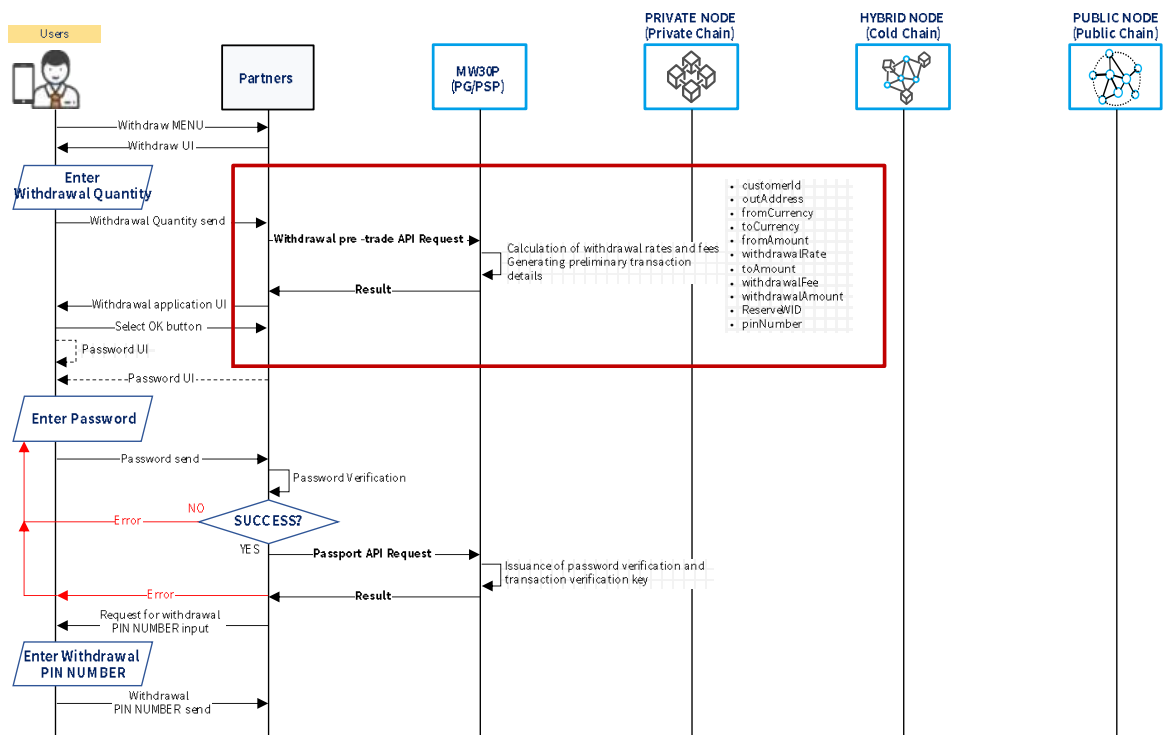 PRIVATE NODE
(Private Chain)
HYBRID NODE
(Cold Chain)
PUBLIC NODE
(Public Chain)
Users
Partners
MW30P
(PG/PSP)
Withdraw MENU
Withdraw UI
Enter
Withdrawal Quantity
Withdrawal Quantity send
Withdrawal pre -trade API Request
Calculation of withdrawal rates and fees
Generating preliminary transaction
details
• customerId
• outAddress
• fromCurrency
• toCurrency
• fromAmount
• withdrawalRate
• toAmount
• withdrawalFee
• withdrawalAmount
• ReserveWID
• pinNumber
Result
Withdrawal application UI
Select OK button
Password UI
Password UI
Enter Password
Password send
Password Verification
NO
SUCCESS?
Error
YES
Passport API Request
Issuance of password verification and
transaction verification key
Error
Result
Request for withdrawal
PIN NUMBER input
Enter Withdrawal
PIN NUMBER
Withdrawal
PIN NUMBER send